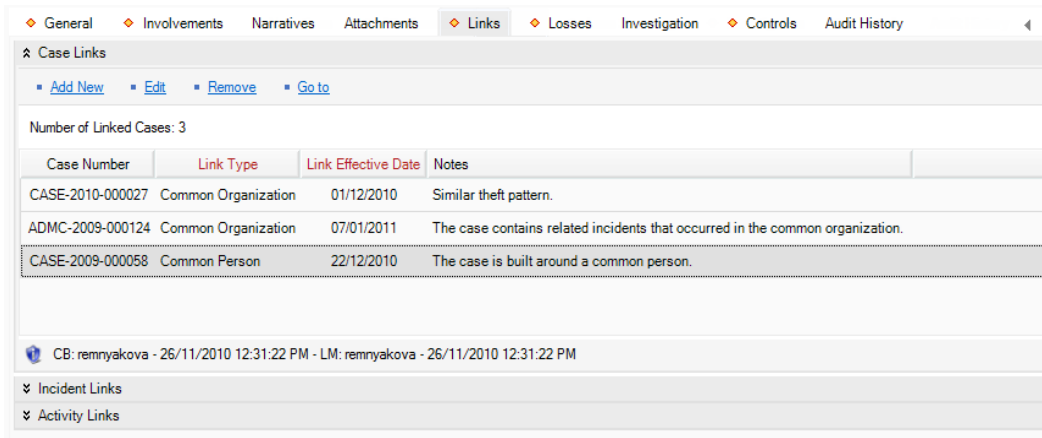 General Involvements Narratives Attachments Links Losses Investigation Controls Audit History
Case Links
Add New Edit Remove Go to
Number of Linked Cases: 3
Case Number Link Type Link Effective Date Notes
CASE-2010-000027 Common Organization 01/12/2010 Similar theft pattern.
ADMC-2009-000124 Common Organization 07/01/2011 The case contains related incidents that occurred in the common organization.
CASE-2009-000058 Common Person 22/12/2010 The case is built around a common person.
CB: remnyakova - 26/11/2010 12:31:22 PM - LM: remnyakova - 26/11/2010 12:31:22 PM
Incident Links
Activity Links